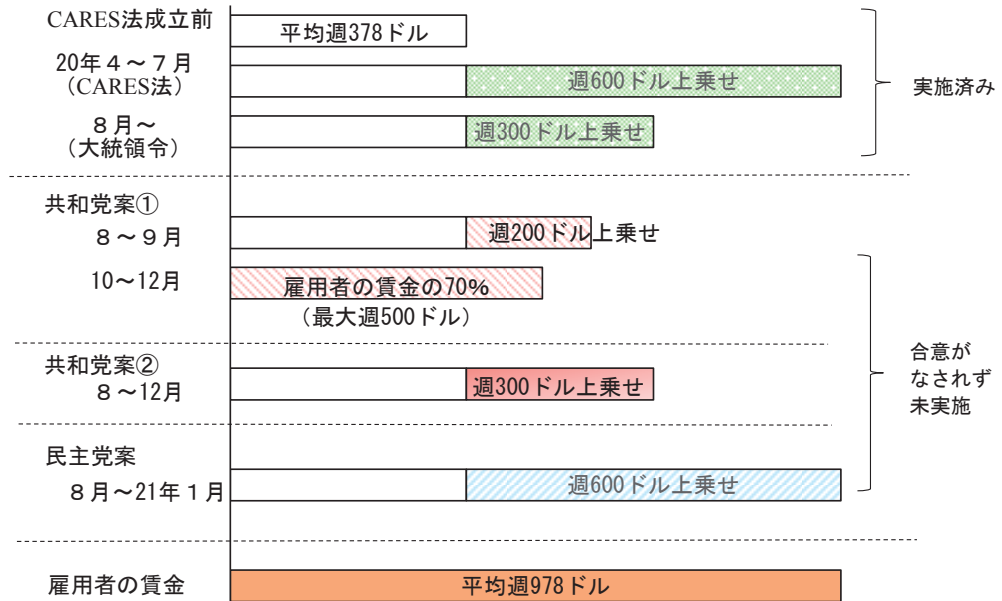 CARES法成立前
平均週378ドル
20年４～７月
（CARES法）
週600ドル上乗せ
８月～
（大統領令）
週300ドル上乗せ
実施済み
共和党案①
８～９月
週200ドル上乗せ
10～12月
雇用者の賃金の70％
（最大週500ドル）
共和党案②
８～12月
週300ドル上乗せ
合意が
なされず
未実施
民主党案
８月～21年１月
週600ドル上乗せ
雇用者の賃金
平均週978ドル